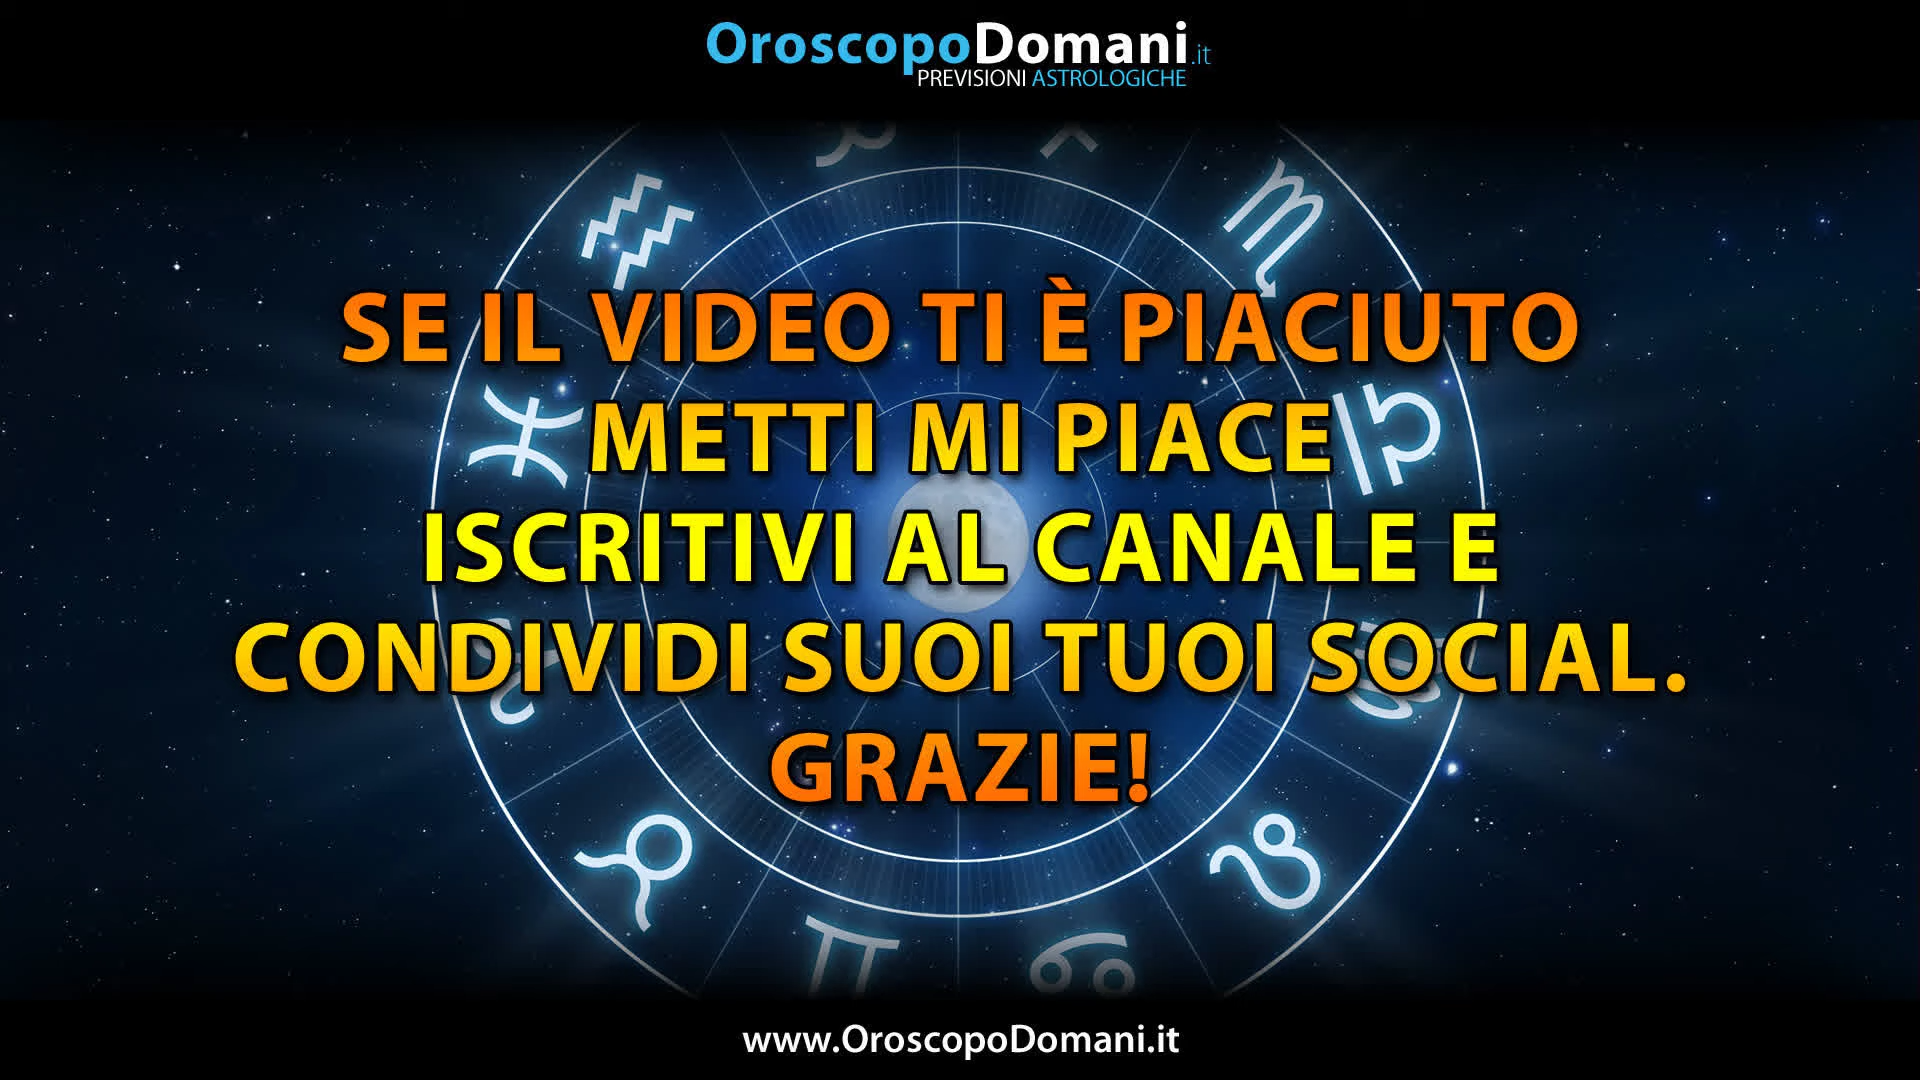 OroscopoDomani.it
PREVISIONI ASTROLOGICHE
SE IL VIDEO TI È PIACIUTO
METTI MI PIACE
ISCRITIVI AL CANALE E
CONDIVIDI SUOI TUOI SOCIAL.
GRAZIE!
www.OroscopoDomani.it